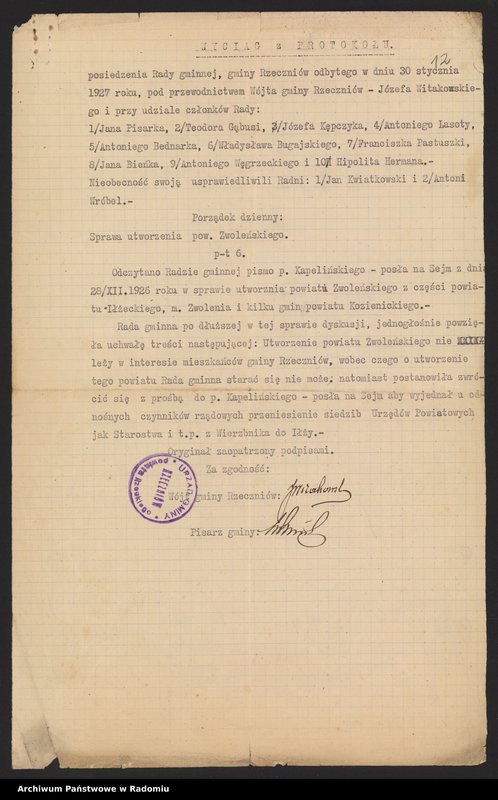 WYCIĄG z PROTOKOŁU.
12
posiedzenia Rady gminnej, gminy Rzeczniów odbytego w dniu 30 stycznia
1927 roku, pod przewodnictwem Wójta gminy Rzeczniów - Józefa Witakowskie-
go i przy udziale członków Rady:
1/Jana Pisarka, 2/Teodora Gębusi, 3/Józefa Kępczyka, 4/Antoniego Lasoty,
5/Antoniego Bednarka, 6/Władysława Bugajskiego, 7/Franciszka Pastuszki,
8/Jana Bieńka, 9/Antoniego Węgrzeckiego i 10/ Hipolita Hermana.-
Nieobecność swoją usprawiedliwili Radni: 1/Jan Kwiatkowski i 2/Antoni
Wróbel.-
Porządek dzienny:
Sprawa utworzenia pow. Zwoleńskiego.
p-t 6.
Odczytano Radzie gminnej pismo p. Kapelińskiego - posła na Sejm z dnia
28/XII.1926 roku w sprawie utworznia powiatu Zwoleńskiego z części powia-
tu Iłżeckiego, m. Zwolenia i kilku gmin powiatu Kozienickiego.-
Rada gminna po dłuższej w tej sprawie dyskusji, jednogłośnie powzię-
ła uchwałę treści następującej: Utworzenie powiatu Zwoleńskiego nie
leży w interesie mieszkańców gminy Rzeczniów, wobec czego o utworzenie
tego powiatu Rada gminna starać się nie może, natomiast postanowiła zwró-
cić się z prośbą do p. Kapelińskiego - posła na Sejm aby wyjednał u od-
nośnych czynników rządowych przeniesienie siedzib Urzędów Powiatowych
jak Starostwa i t.p. z Wierzbnika do Iłży.-
Oryginał zaopatrzony podpisami.
Za zgodność:
Wójt gminy Rzeczniów:
URZĄD GMINY
RZECZNIÓW
Pisarz gminy:
Archiwum Państwowe w Radomiu